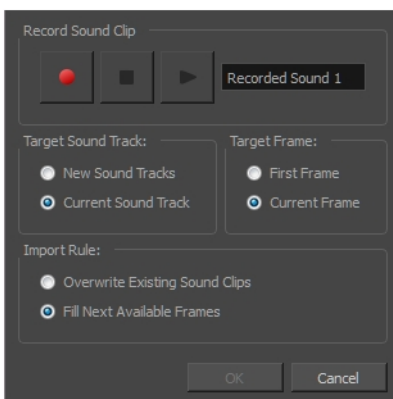 Record Sound Clip
Recorded Sound 1
Target Sound Track:
New Sound Tracks
Current Sound Track
Target Frame:
First Frame
Current Frame
Import Rule:
Overwrite Existing Sound Clips
Fill Next Available Frames
OK
Cancel